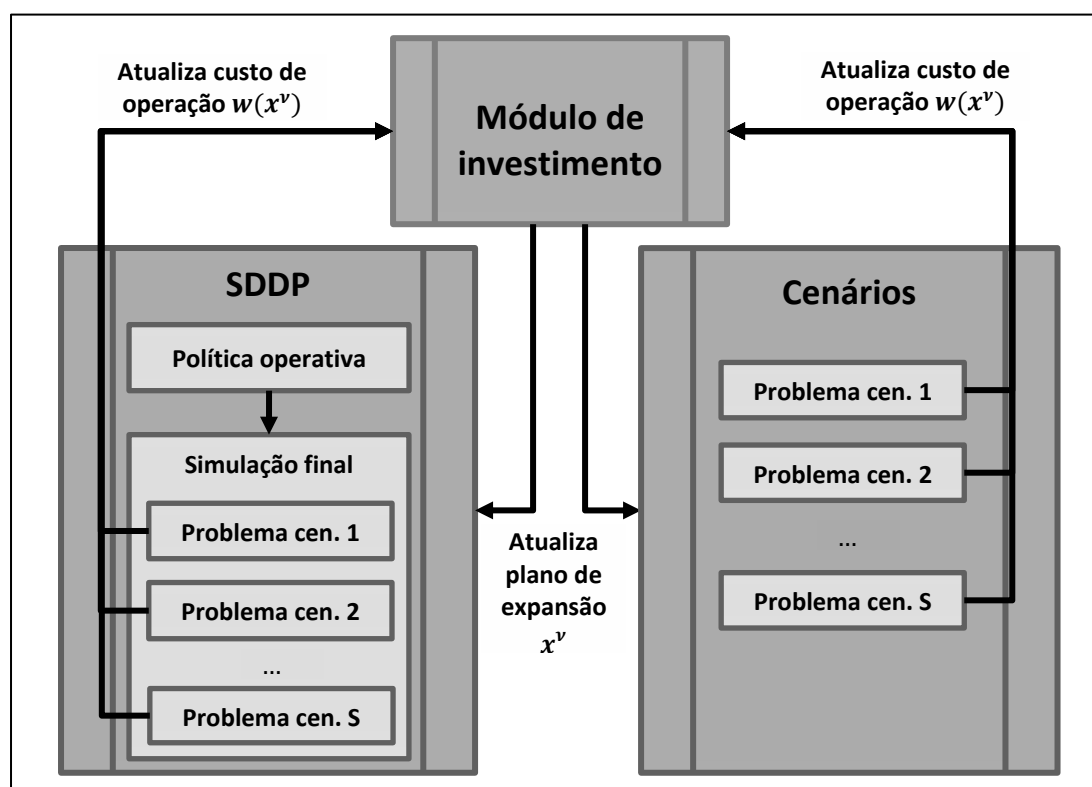 Atualiza custo de
operação w(x^ν)
Módulo de
investimento
Atualiza custo de
operação w(x^ν)
SDDP
Política operativa
Simulação final
Problema cen. 1
Problema cen. 2
...
Problema cen. S
Atualiza
plano de
expansão
x^ν
Cenários
Problema cen. 1
Problema cen. 2
...
Problema cen. S